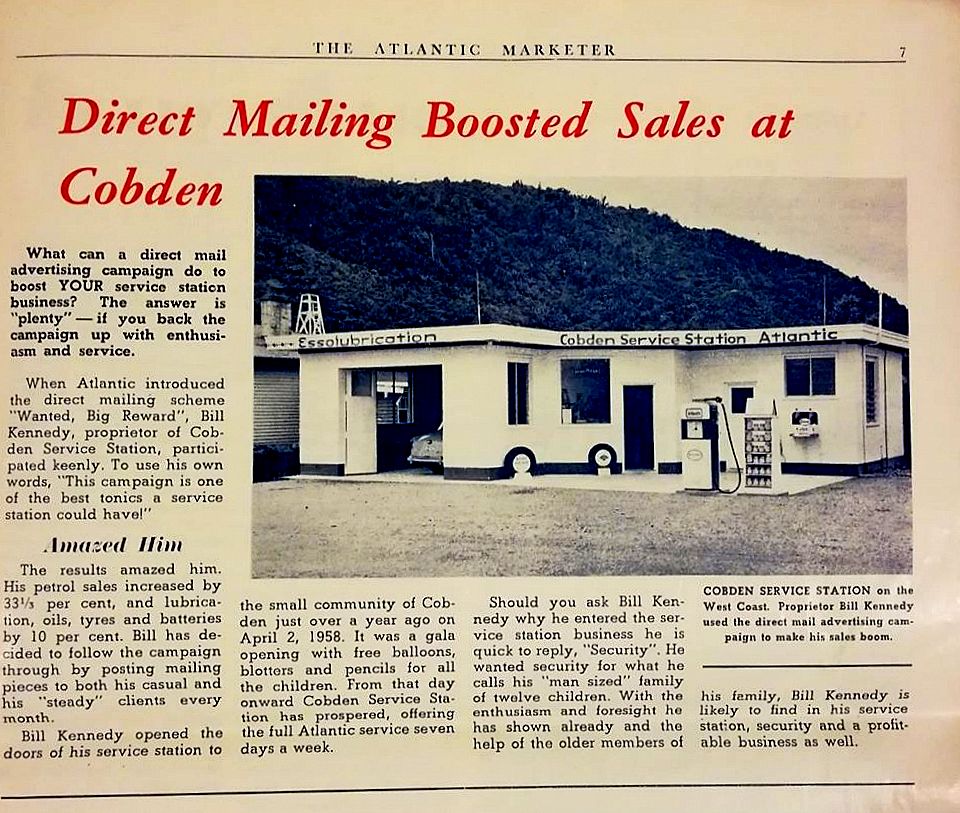 THE ATLANTIC MARKETER
7
Direct Mailing Boosted Sales at
Cobden
What can a direct mail
advertising campaign do to
boost YOUR service station
business? The answer is
"plenty" — if you back the
campaign up with enthusi-
asm and service.
When Atlantic introduced
the direct mailing scheme
"Wanted, Big Reward", Bill
Kennedy, proprietor of Cob-
den Service Station, partici-
pated keenly. To use his own
words, "This campaign is one
of the best tonics a service
station could have!"
Amazed Him
The results amazed him.
His petrol sales increased by
33⅓ per cent, and lubrica-
tion, oils, tyres and batteries
by 10 per cent. Bill has de-
cided to follow the campaign
through by posting mailing
pieces to both his casual and
his "steady" clients every
month.
Bill Kennedy opened the
doors of his service station to
the small community of Cob-
den just over a year ago on
April 2, 1958. It was a gala
opening with free balloons,
blotters and pencils for all
the children. From that day
onward Cobden Service Sta-
tion has prospered, offering
the full Atlantic service seven
days a week.
Should you ask Bill Ken-
nedy why he entered the ser-
vice station business he is
quick to reply, "Security". He
wanted security for what he
calls his "man sized" family
of twelve children. With the
enthusiasm and foresight he
has shown already and the
help of the older members of
his family, Bill Kennedy is
likely to find in his service
station, security and a profit-
able business as well.
Essolubrication
Cobden Service Station Atlantic
COBDEN SERVICE STATION on the
West Coast. Proprietor Bill Kennedy
used the direct mail advertising cam-
paign to make his sales boom.